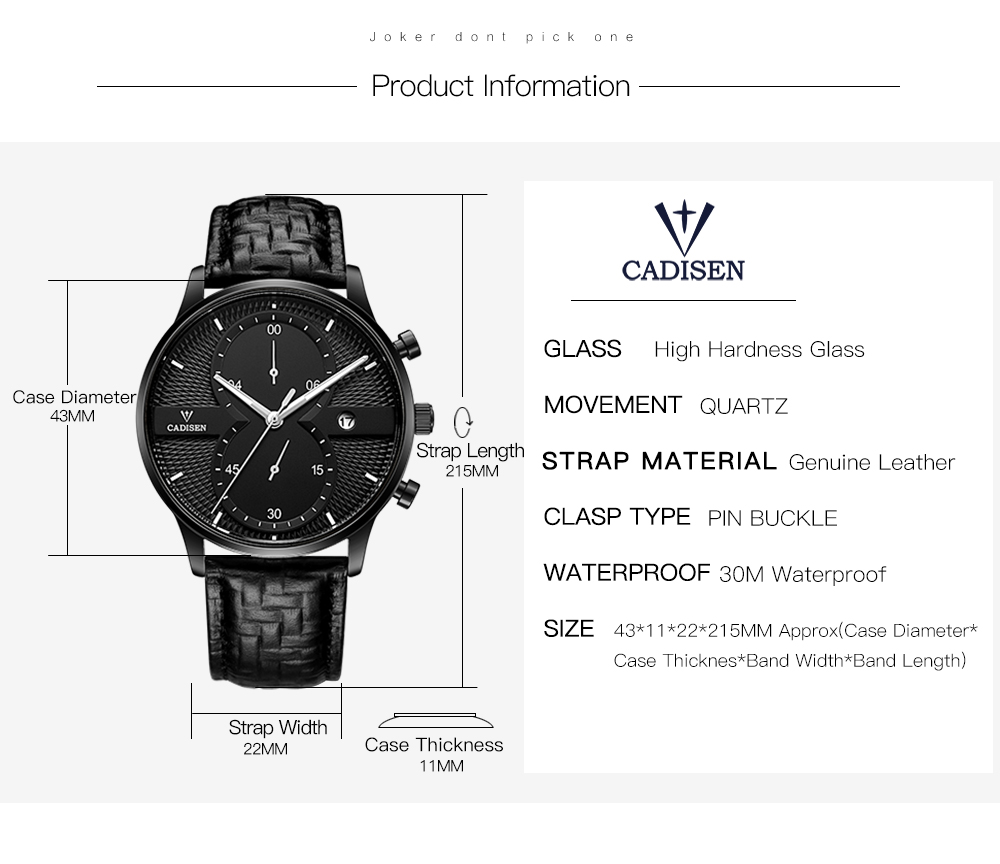 Joker dont pick one
Product Information
CADISEN
GLASS High Hardness Glass
MOVEMENT QUARTZ
STRAP MATERIAL Genuine Leather
CLASP TYPE PIN BUCKLE
WATERPROOF 30M Waterproof
SIZE 43*11*22*215MM Approx(Case Diameter*
Case Thicknes*Band Width*Band Length)
Case Diameter
43MM
Strap Length
215MM
Strap Width
22MM
Case Thickness
11MM
00
04 06
CADISEN
17
45 15
30